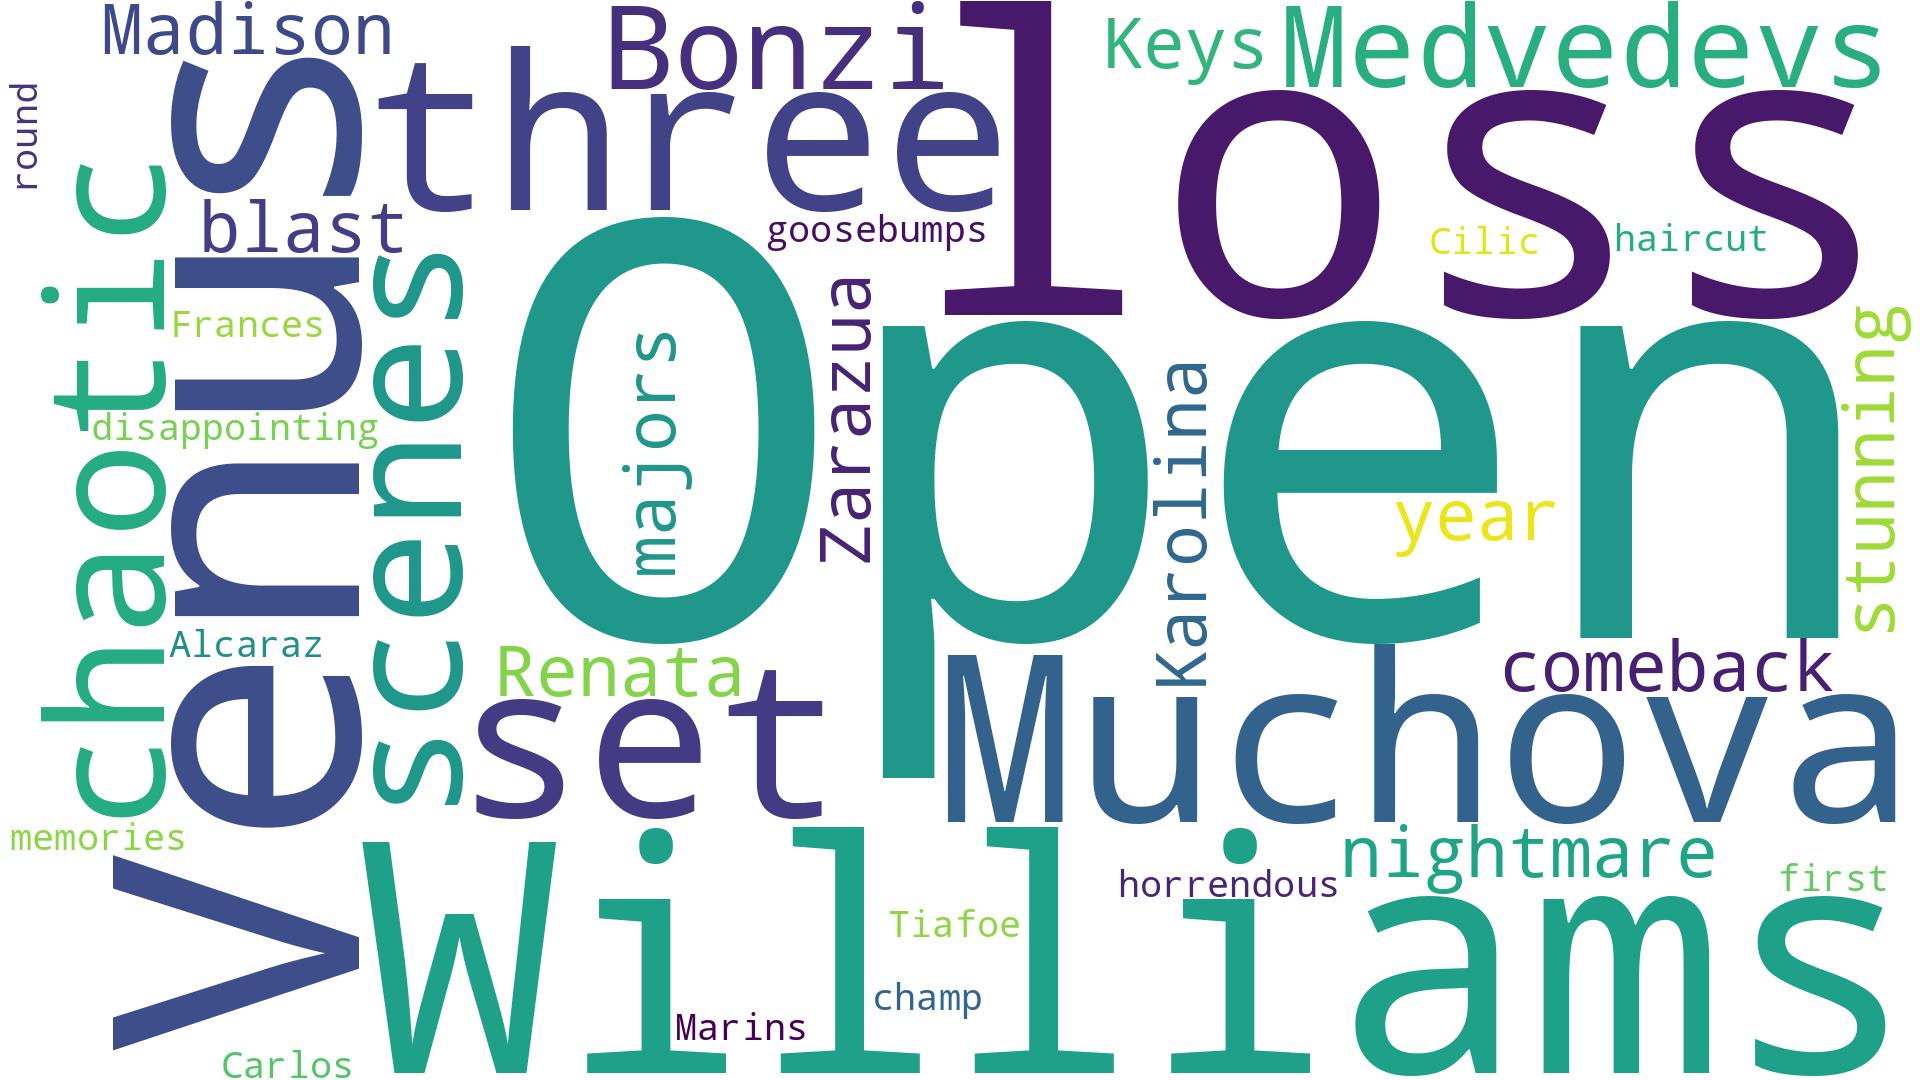 Madison
Bonzi
Keys
Medvedevs
round
three
loss
chaotic
Venus
blast
goosebumps
Cilic
haircut
scenes
Frances
Open
majors
Zarazua
Karolina
stunning
disappointing
year
Alcaraz
Renata
set
Muchova
comeback
memories
Williams
nightmare
horrendous
first
Tiafoe
champ
Marins
Carlos